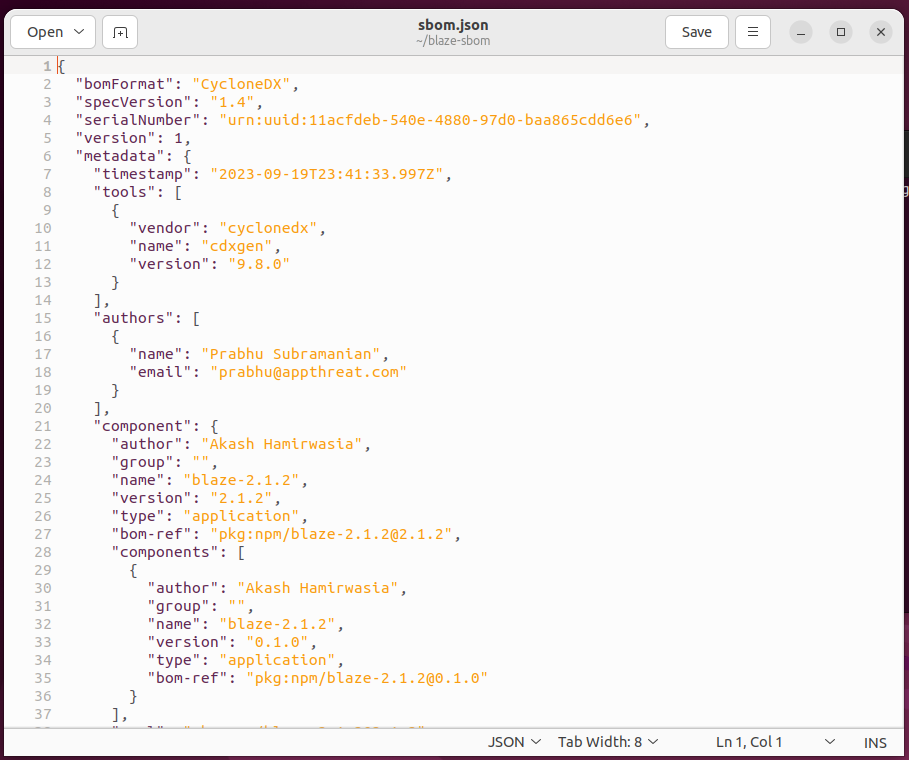 Open
sbom.json
~/blaze-sbom
Save
1 {
2 "bomFormat": "CycloneDX",
3 "specVersion": "1.4",
4 "serialNumber": "urn:uuid:11acfdeb-540e-4880-97d0-baa865cdd6e6",
5 "version": 1,
6 "metadata": {
7 "timestamp": "2023-09-19T23:41:33.997Z",
8 "tools": [
9 {
10 "vendor": "cyclonedx",
11 "name": "cdxgen",
12 "version": "9.8.0"
13 }
14 ],
15 "authors": [
16 {
17 "name": "Prabhu Subramanian",
18 "email": "prabhu@appthreat.com"
19 }
20 ],
21 "component": {
22 "author": "Akash Hamirwasia",
23 "group": "",
24 "name": "blaze-2.1.2",
25 "version": "2.1.2",
26 "type": "application",
27 "bom-ref": "pkg:npm/blaze-2.1.2@2.1.2",
28 "components": [
29 {
30 "author": "Akash Hamirwasia",
31 "group": "",
32 "name": "blaze-2.1.2",
33 "version": "0.1.0",
34 "type": "application",
35 "bom-ref": "pkg:npm/blaze-2.1.2@0.1.0"
36 }
37 ],
JSON Tab Width: 8 Ln 1, Col 1 INS